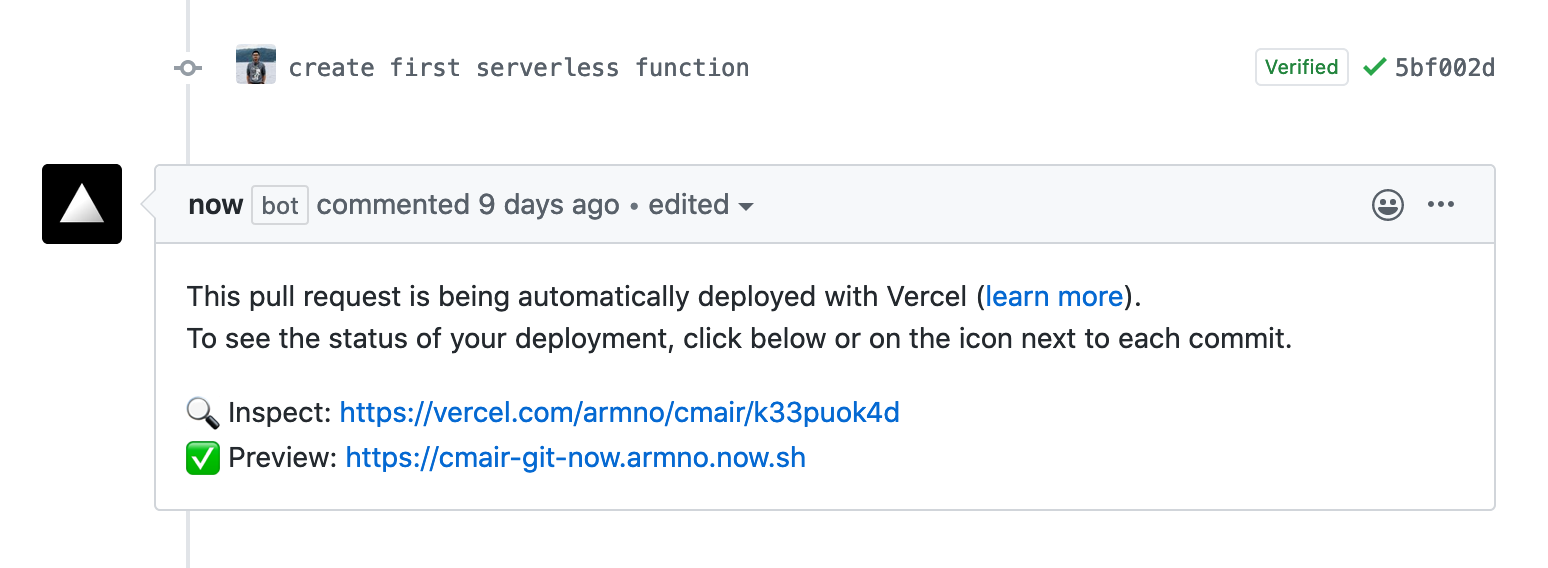 create first serverless function Verified 5bf002d
now bot commented 9 days ago • edited
This pull request is being automatically deployed with Vercel (learn more).
To see the status of your deployment, click below or on the icon next to each commit.
Inspect: https://vercel.com/armno/cmair/k33puok4d
Preview: https://cmair-git-now.armno.now.sh